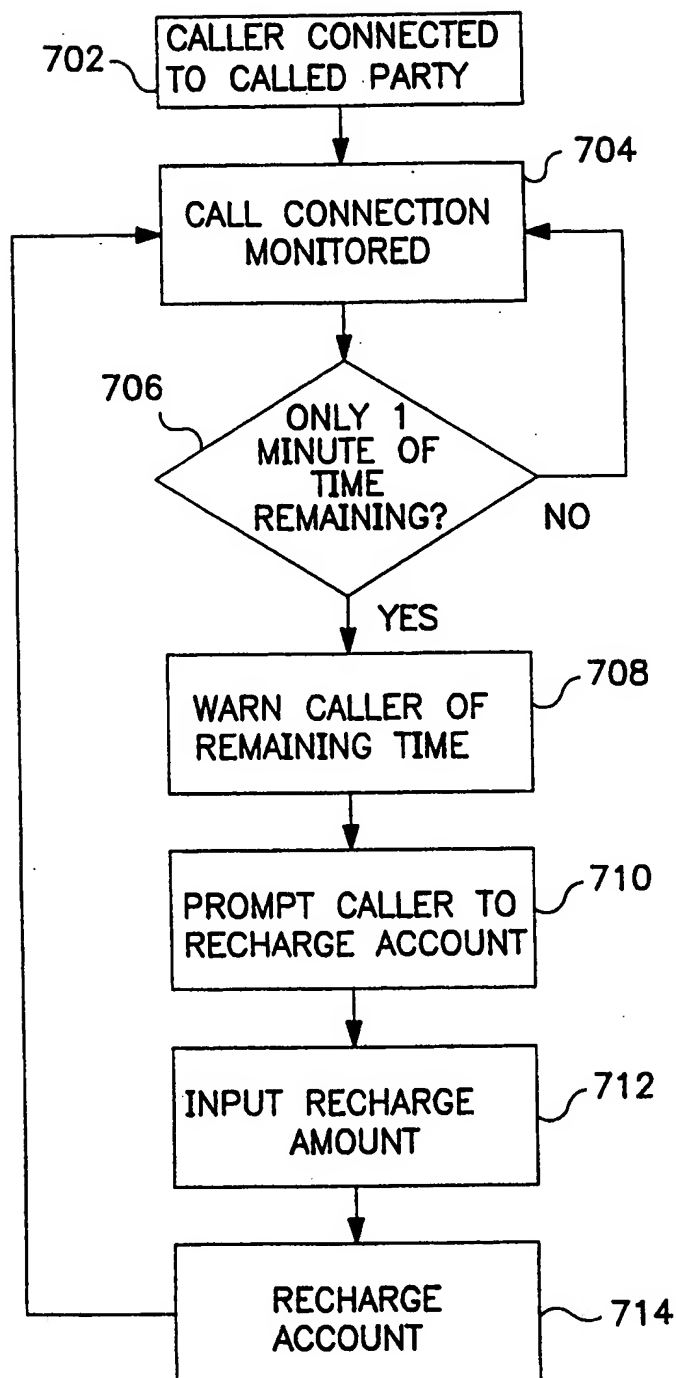 702
CALLER CONNECTED
TO CALLED PARTY
704
CALL CONNECTION
MONITORED
706
ONLY 1
MINUTE OF
TIME
REMAINING?
NO
YES
708
WARN CALLER OF
REMAINING TIME
710
PROMPT CALLER TO
RECHARGE ACCOUNT
712
INPUT RECHARGE
AMOUNT
RECHARGE
ACCOUNT
714